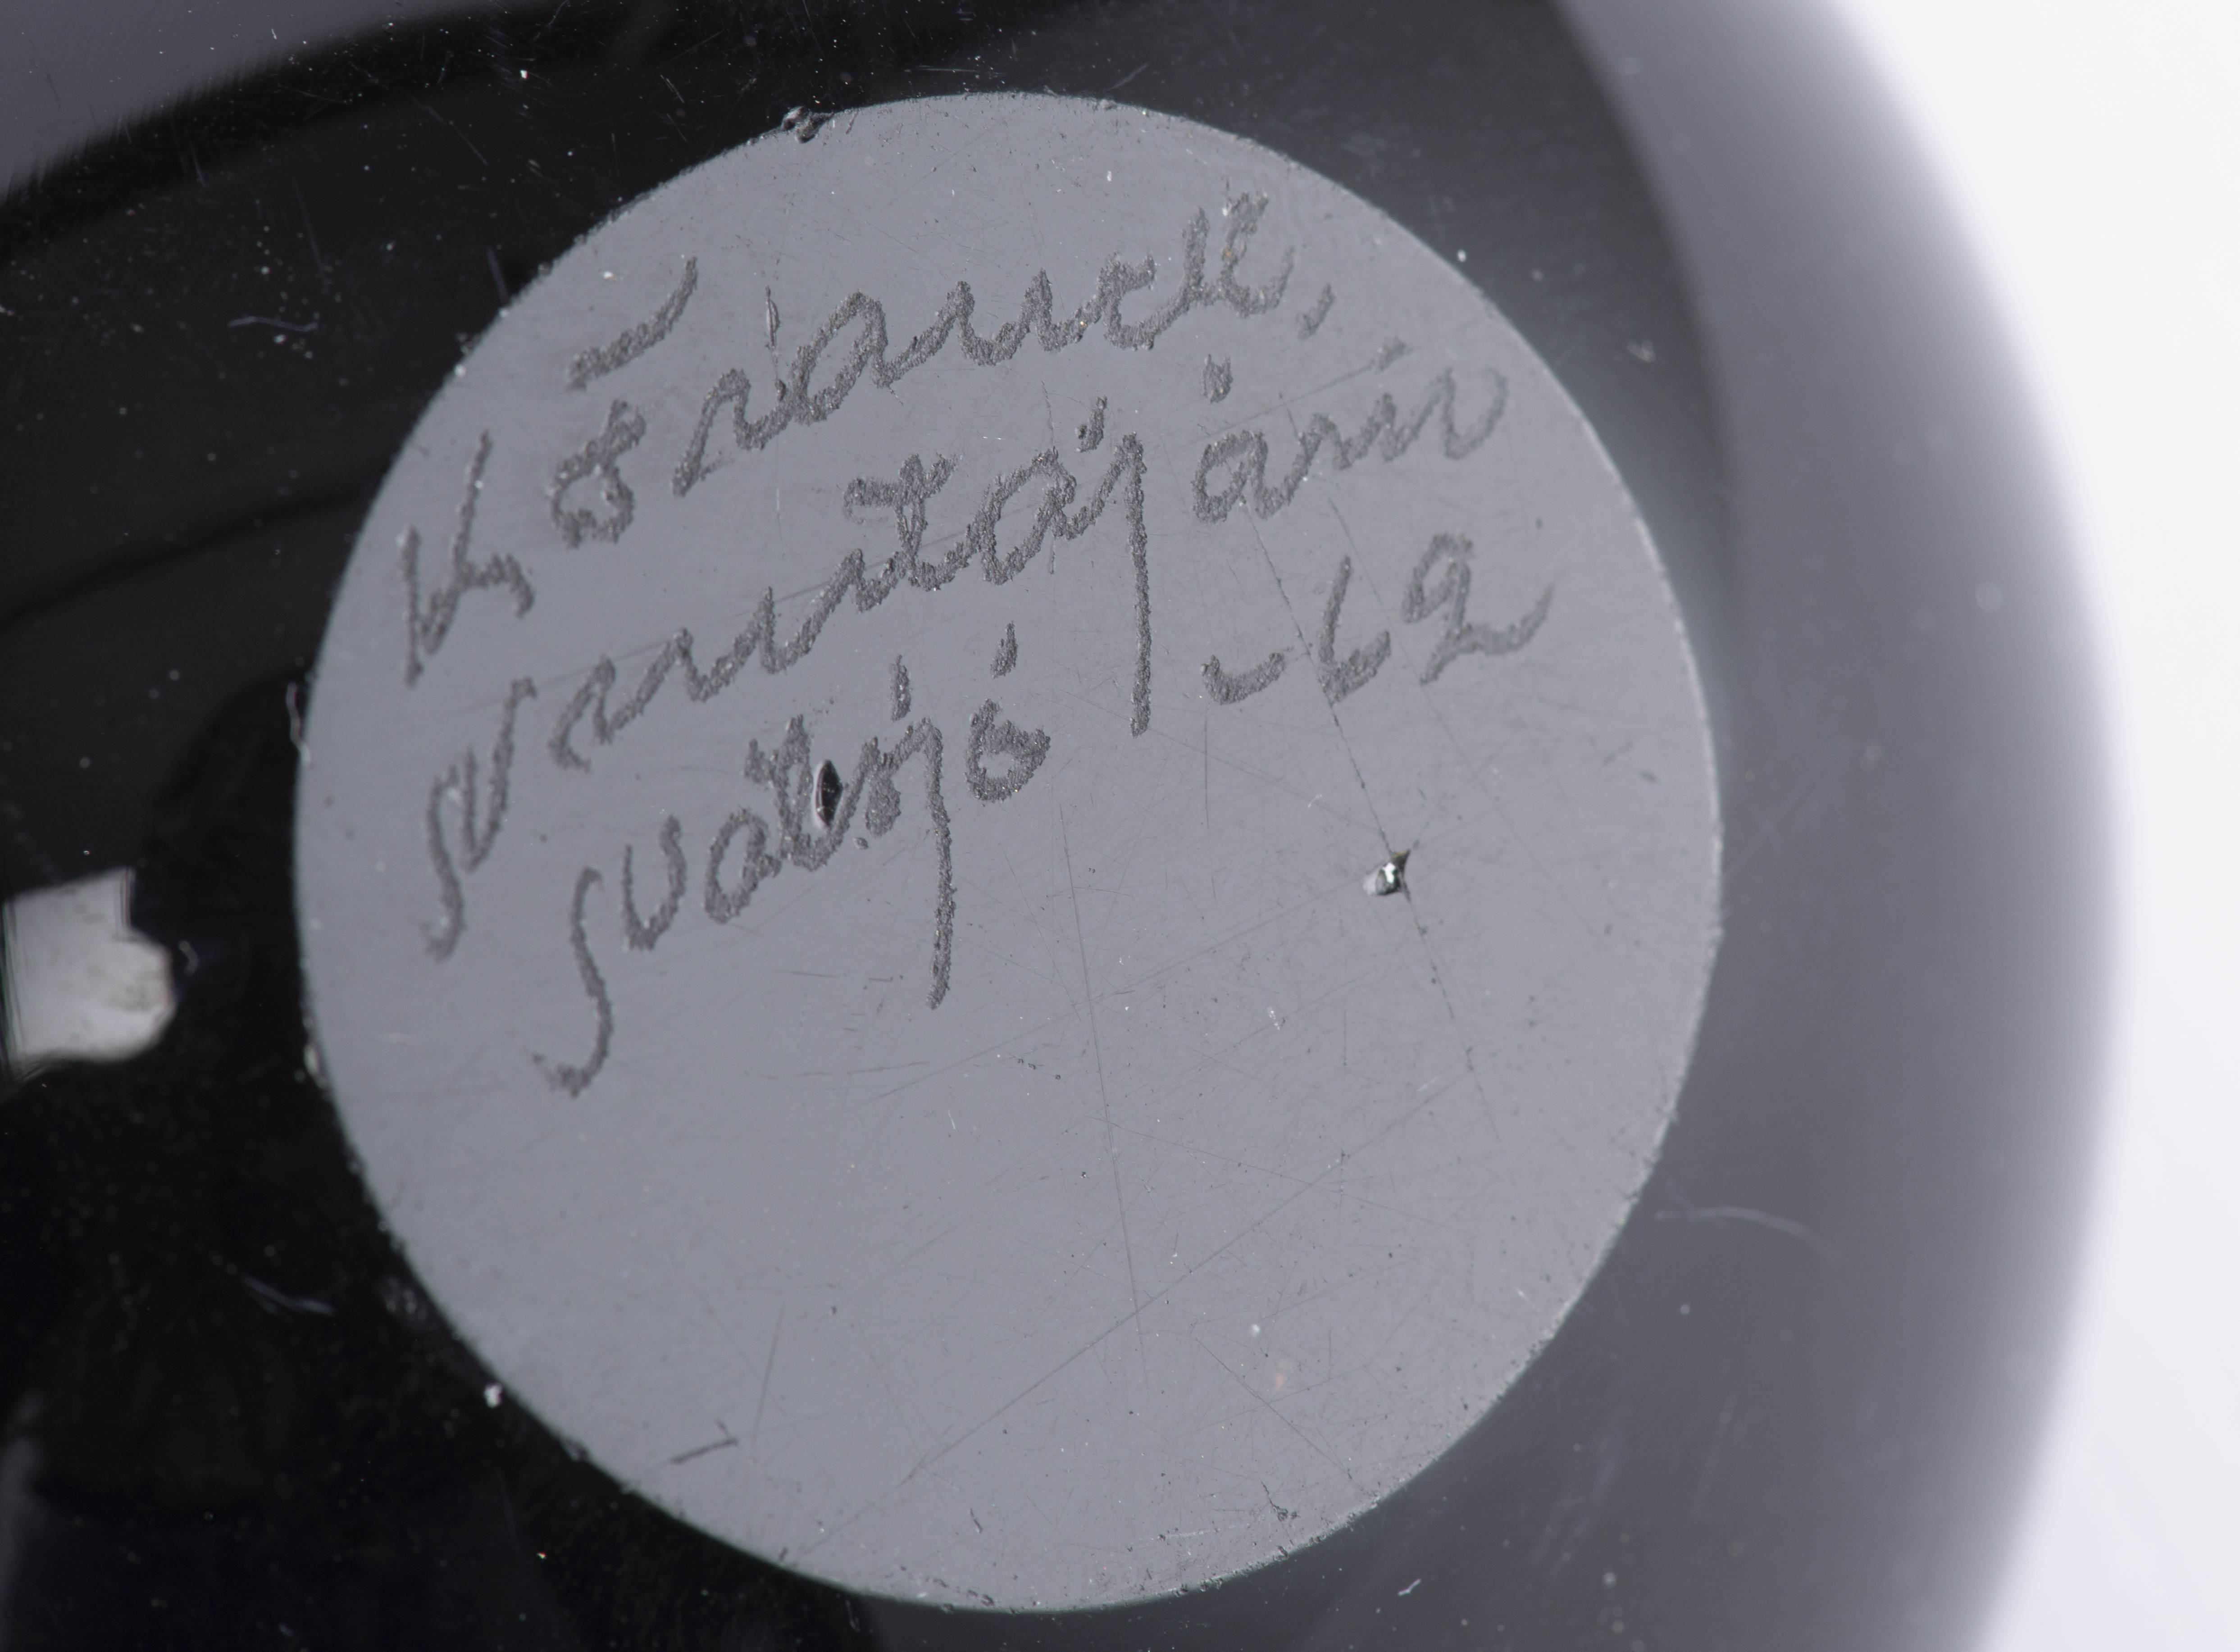 K Franck,
Nuutajärvi
Notsjö -62